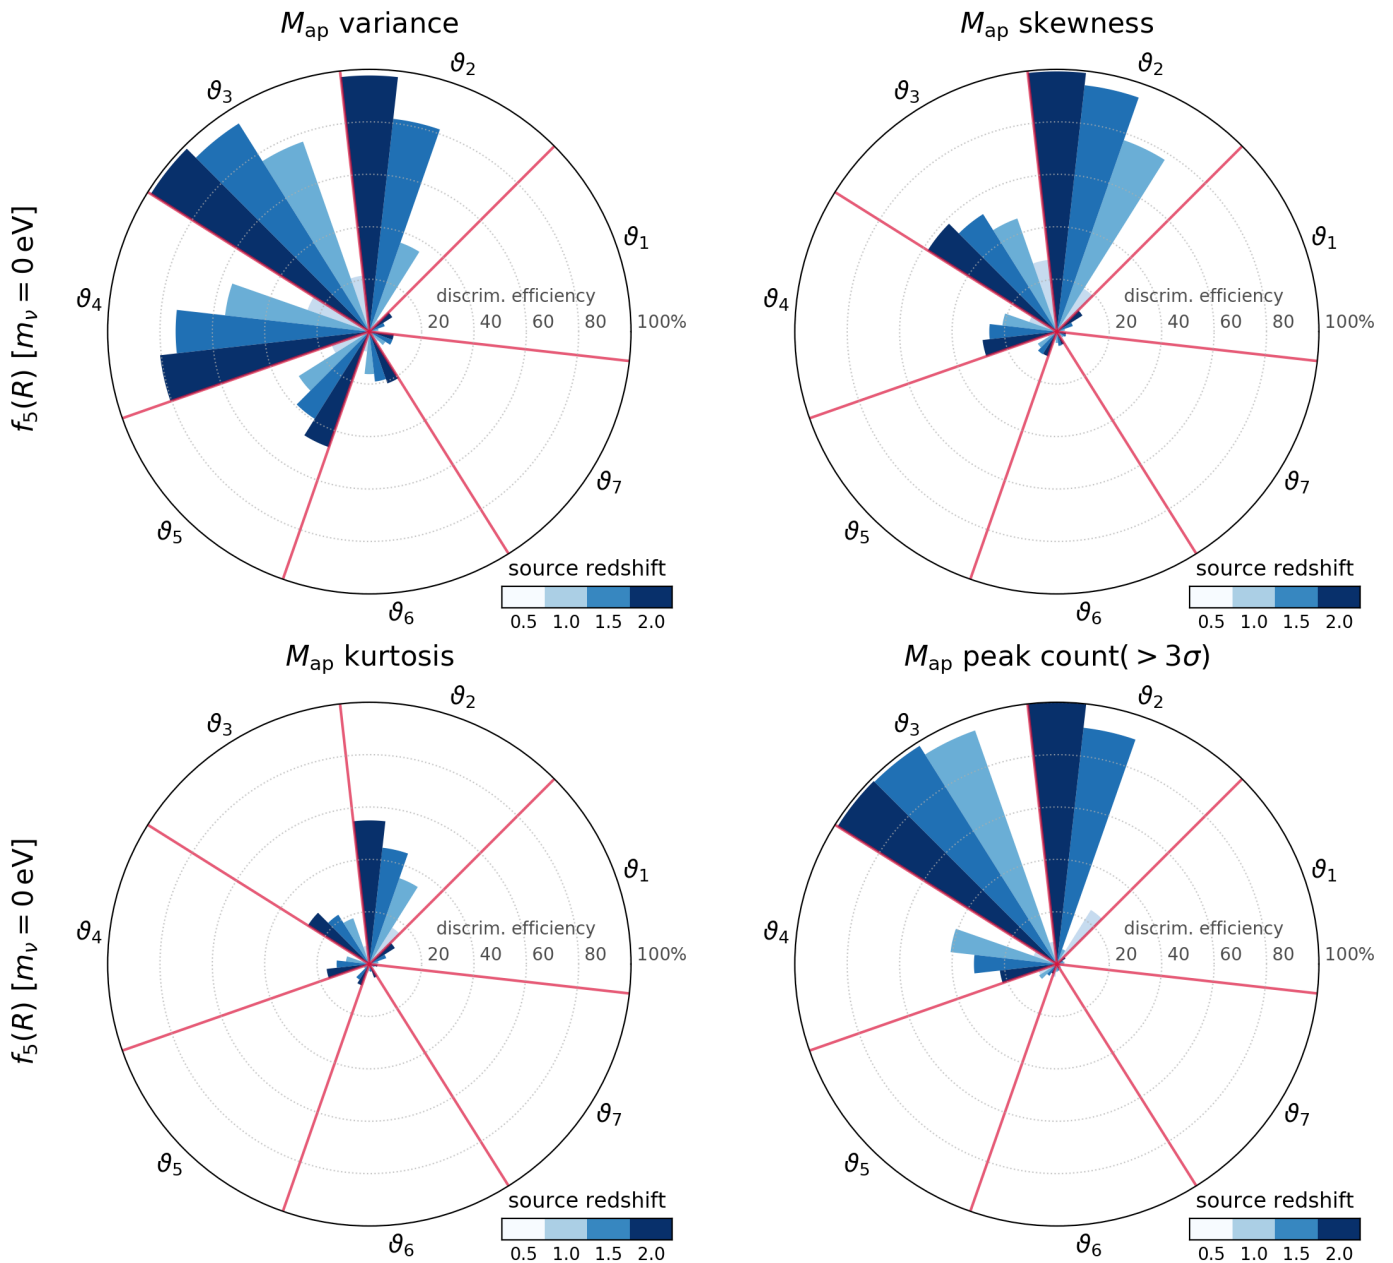 M_ap variance
ϑ₂
ϑ₃
ϑ₁
ϑ₄
discrim. efficiency
20 40 60 80 100%
f₅(R) [m_ν = 0 eV]
ϑ₇
ϑ₅
ϑ₆
source redshift
0.5 1.0 1.5 2.0
M_ap skewness
ϑ₂
ϑ₃
ϑ₁
ϑ₄
discrim. efficiency
20 40 60 80 100%
ϑ₇
ϑ₅
ϑ₆
source redshift
0.5 1.0 1.5 2.0
M_ap kurtosis
ϑ₂
ϑ₃
ϑ₁
ϑ₄
discrim. efficiency
20 40 60 80 100%
f₅(R) [m_ν = 0 eV]
ϑ₇
ϑ₅
ϑ₆
source redshift
0.5 1.0 1.5 2.0
M_ap peak count(> 3σ)
ϑ₂
ϑ₃
ϑ₁
ϑ₄
discrim. efficiency
20 40 60 80 100%
ϑ₇
ϑ₅
ϑ₆
source redshift
0.5 1.0 1.5 2.0